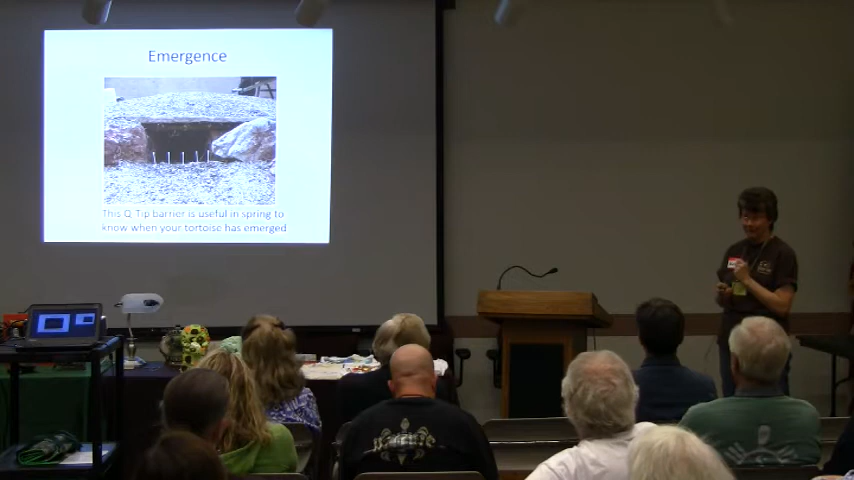 Emergence
This Q Tip barrier is useful in spring to
know when your tortoise has emerged